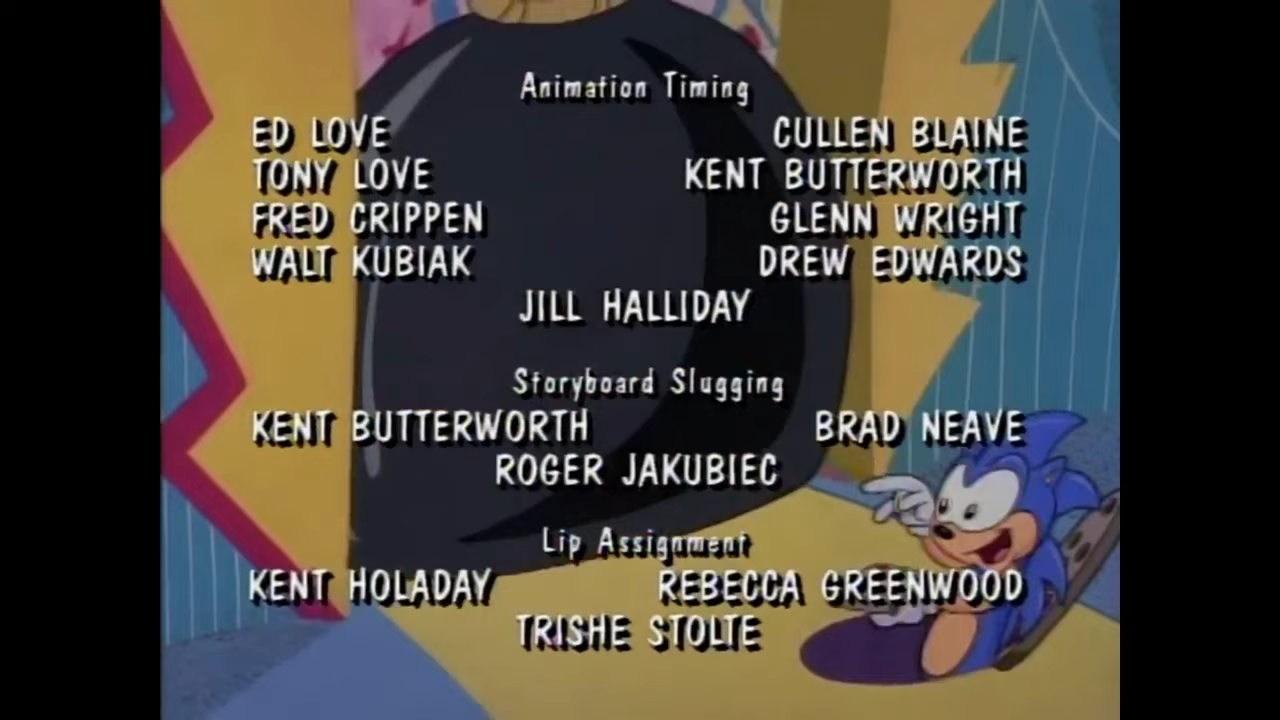 Animation Timing
ED LOVE CULLEN BLAINE
TONY LOVE KENT BUTTERWORTH
FRED CRIPPEN GLENN WRIGHT
WALT KUBIAK DREW EDWARDS
JILL HALLIDAY
Storyboard Slugging
KENT BUTTERWORTH BRAD NEAVE
ROGER JAKUBIEC
Lip Assignment
KENT HOLADAY REBECCA GREENWOOD
TRISHE STOLTE